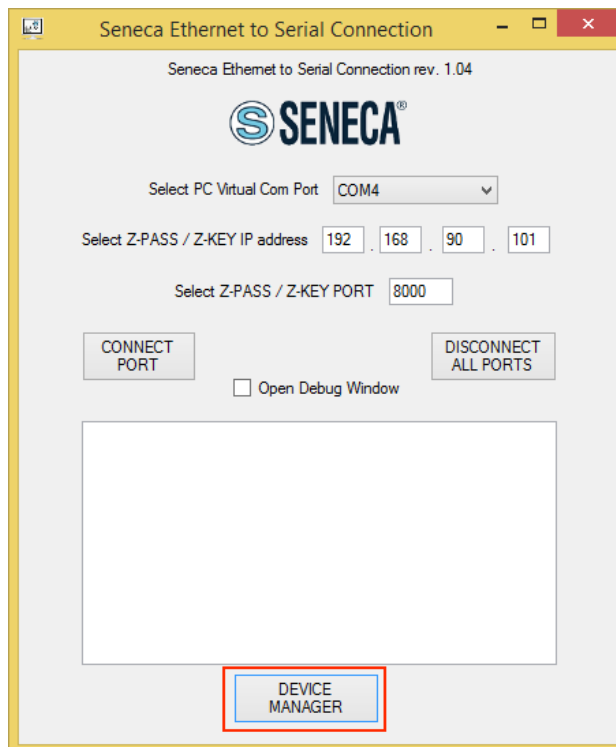 Seneca Ethernet to Serial Connection
Seneca Ethernet to Serial Connection rev. 1.04
SENECA®
Select PC Virtual Com Port COM4
Select Z-PASS / Z-KEY IP address 192 . 168 . 90 . 101
Select Z-PASS / Z-KEY PORT 8000
CONNECT
PORT
DISCONNECT
ALL PORTS
Open Debug Window
DEVICE
MANAGER